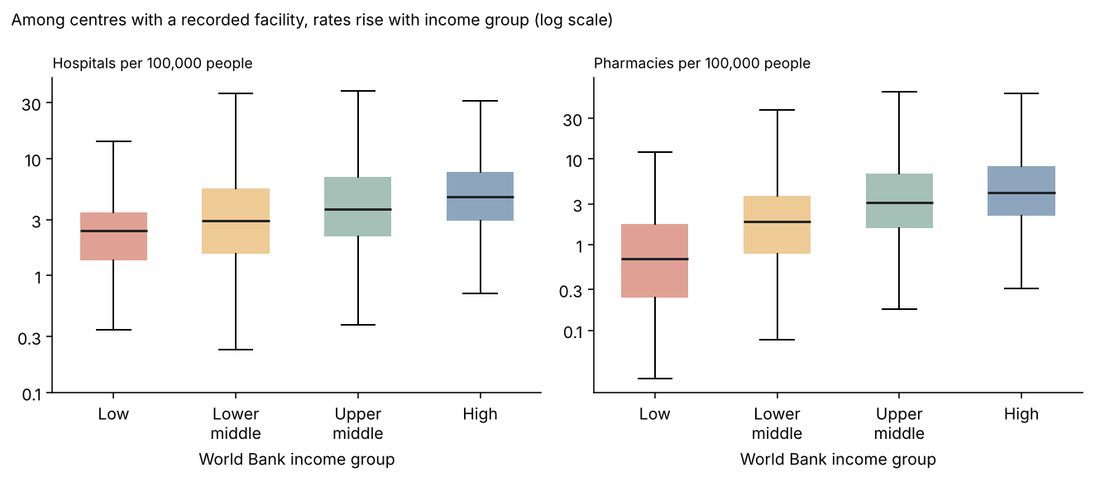 Among centres with a recorded facility, rates rise with income group (log scale)
Hospitals per 100,000 people
30
10
3
1
0.3
0.1
Low
Lower
middle
Upper
middle
High
World Bank income group
Pharmacies per 100,000 people
30
10
3
1
0.3
0.1
Low
Lower
middle
Upper
middle
High
World Bank income group